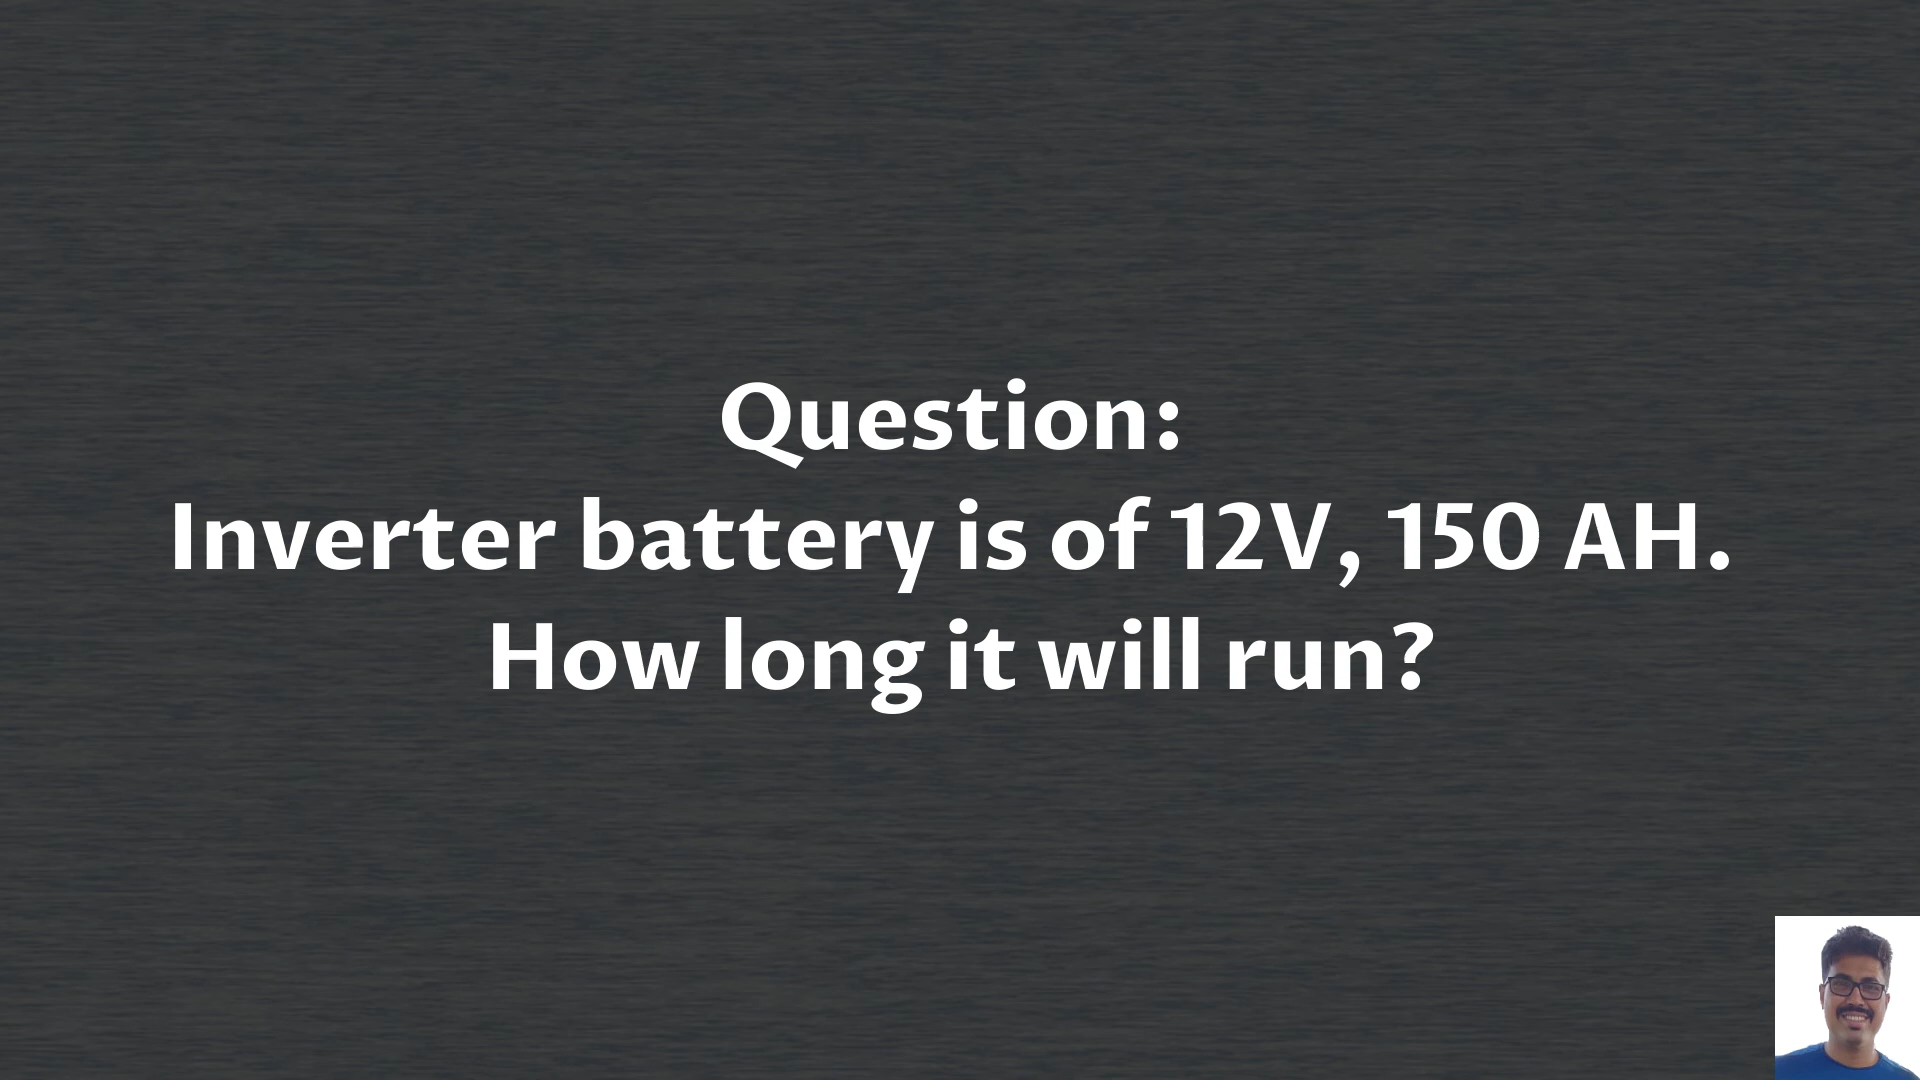 Question:
Inverter battery is of 12V, 150 AH.
How long it will run?